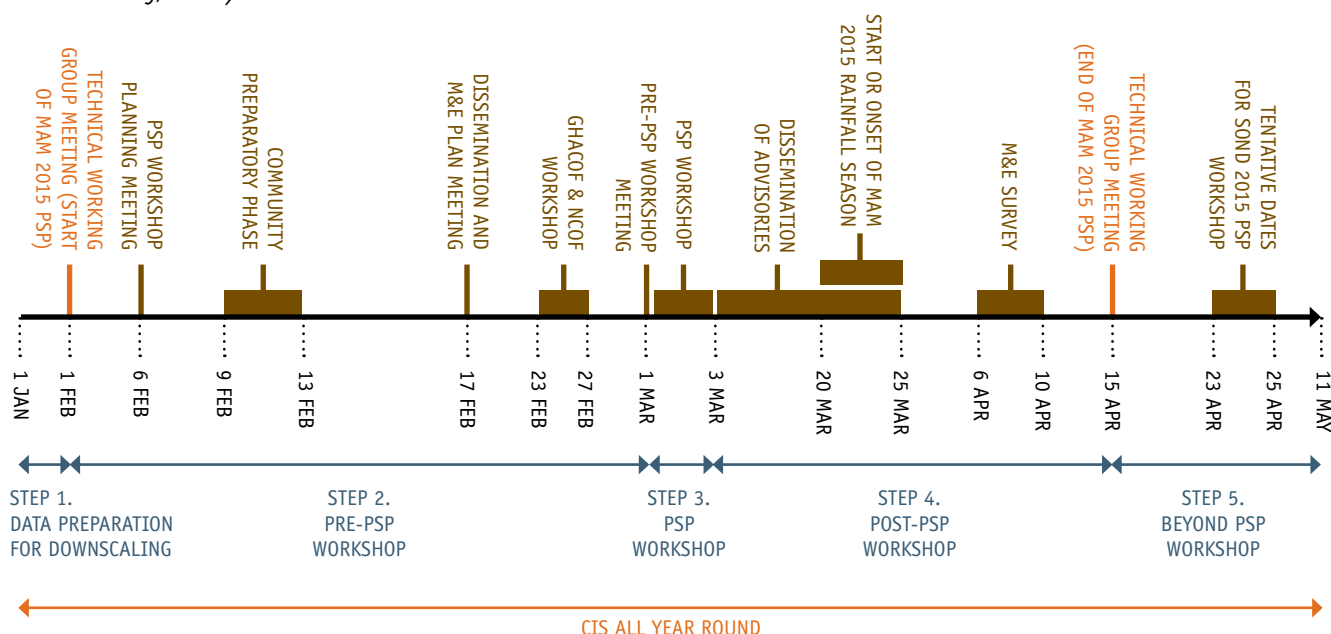 TECHNICAL WORKING
GROUP MEETING (START
OF MAM 2015 PSP)
PSP WORKSHOP
PLANNING MEETING
COMMUNITY
PREPARATORY PHASE
DISSEMINATION AND
M&E PLAN MEETING
GHACOF & NCOF
WORKSHOP
PRE-PSP WORKSHOP
MEETING
PSP WORKSHOP
DISSEMINATION
OF ADVISORIES
START OR ONSET OF MAM
2015 RAINFALL SEASON
M&E SURVEY
TECHNICAL WORKING
GROUP MEETING
(END OF MAM 2015 PSP)
TENTATIVE DATES
FOR SOND 2015 PSP
WORKSHOP
1 JAN
1 FEB
6 FEB
9 FEB
13 FEB
17 FEB
23 FEB
27 FEB
1 MAR
3 MAR
20 MAR
25 MAR
6 APR
10 APR
15 APR
23 APR
25 APR
11 MAY
STEP 1.
DATA PREPARATION
FOR DOWNSCALING
STEP 2.
PRE-PSP
WORKSHOP
STEP 3.
PSP
WORKSHOP
STEP 4.
POST-PSP
WORKSHOP
STEP 5.
BEYOND PSP
WORKSHOP
CIS ALL YEAR ROUND